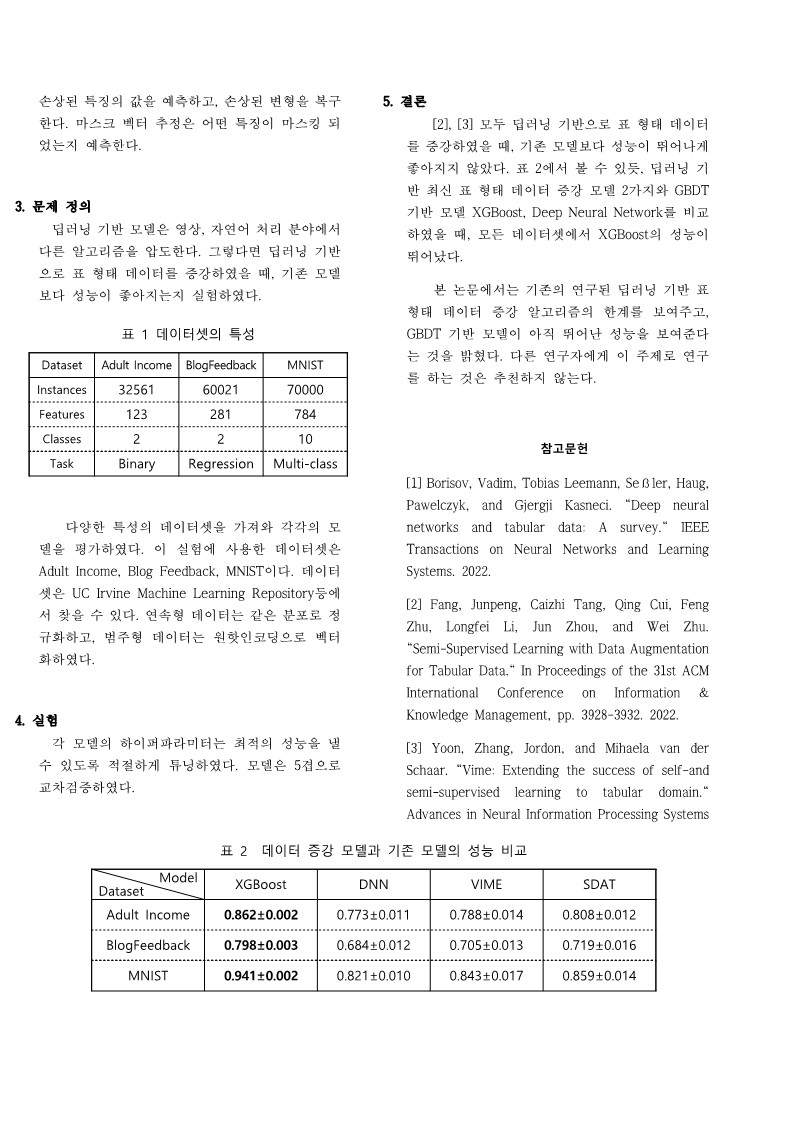 손상된 특징의 값을 예측하고, 손상된 변형을 복구
한다. 마스크 벡터 추정은 어떤 특징이 마스킹 되
었는지 예측한다.
3. 문제 정의
딥러닝 기반 모델은 영상, 자연어 처리 분야에서
다른 알고리즘을 압도한다. 그렇다면 딥러닝 기반
으로 표 형태 데이터를 증강하였을 때, 기존 모델
보다 성능이 좋아지는지 실험하였다.
표 1 데이터셋의 특성
Dataset Adult Income BlogFeedback MNIST
Instances 32561 60021 70000
Features 123 281 784
Classes 2 2 10
Task Binary Regression Multi-class
다양한 특성의 데이터셋을 가져와 각각의 모
델을 평가하였다. 이 실험에 사용한 데이터셋은
Adult Income, Blog Feedback, MNIST이다. 데이터
셋은 UC Irvine Machine Learning Repository등에
서 찾을 수 있다. 연속형 데이터는 같은 분포로 정
규화하고, 범주형 데이터는 원핫인코딩으로 벡터
화하였다.
4. 실험
각 모델의 하이퍼파라미터는 최적의 성능을 낼
수 있도록 적절하게 튜닝하였다. 모델은 5겹으로
교차검증하였다.
5. 결론
[2], [3] 모두 딥러닝 기반으로 표 형태 데이터
를 증강하였을 때, 기존 모델보다 성능이 뛰어나게
좋아지지 않았다. 표 2에서 볼 수 있듯, 딥러닝 기
반 최신 표 형태 데이터 증강 모델 2가지와 GBDT
기반 모델 XGBoost, Deep Neural Network를 비교
하였을 때, 모든 데이터셋에서 XGBoost의 성능이
뛰어났다.
본 논문에서는 기존의 연구된 딥러닝 기반 표
형태 데이터 증강 알고리즘의 한계를 보여주고,
GBDT 기반 모델이 아직 뛰어난 성능을 보여준다
는 것을 밝혔다. 다른 연구자에게 이 주제로 연구
를 하는 것은 추천하지 않는다.
참고문헌
[1] Borisov, Vadim, Tobias Leemann, Seßler, Haug,
Pawelczyk, and Gjergji Kasneci. “Deep neural
networks and tabular data: A survey.“ IEEE
Transactions on Neural Networks and Learning
Systems. 2022.
[2] Fang, Junpeng, Caizhi Tang, Qing Cui, Feng
Zhu, Longfei Li, Jun Zhou, and Wei Zhu.
“Semi-Supervised Learning with Data Augmentation
for Tabular Data.“ In Proceedings of the 31st ACM
International Conference on Information &
Knowledge Management, pp. 3928-3932. 2022.
[3] Yoon, Zhang, Jordon, and Mihaela van der
Schaar. “Vime: Extending the success of self-and
semi-supervised learning to tabular domain.“
Advances in Neural Information Processing Systems
표 2 데이터 증강 모델과 기존 모델의 성능 비교
Model Dataset XGBoost DNN VIME SDAT
Adult Income 0.862±0.002 0.773±0.011 0.788±0.014 0.808±0.012
BlogFeedback 0.798±0.003 0.684±0.012 0.705±0.013 0.719±0.016
MNIST 0.941±0.002 0.821±0.010 0.843±0.017 0.859±0.014